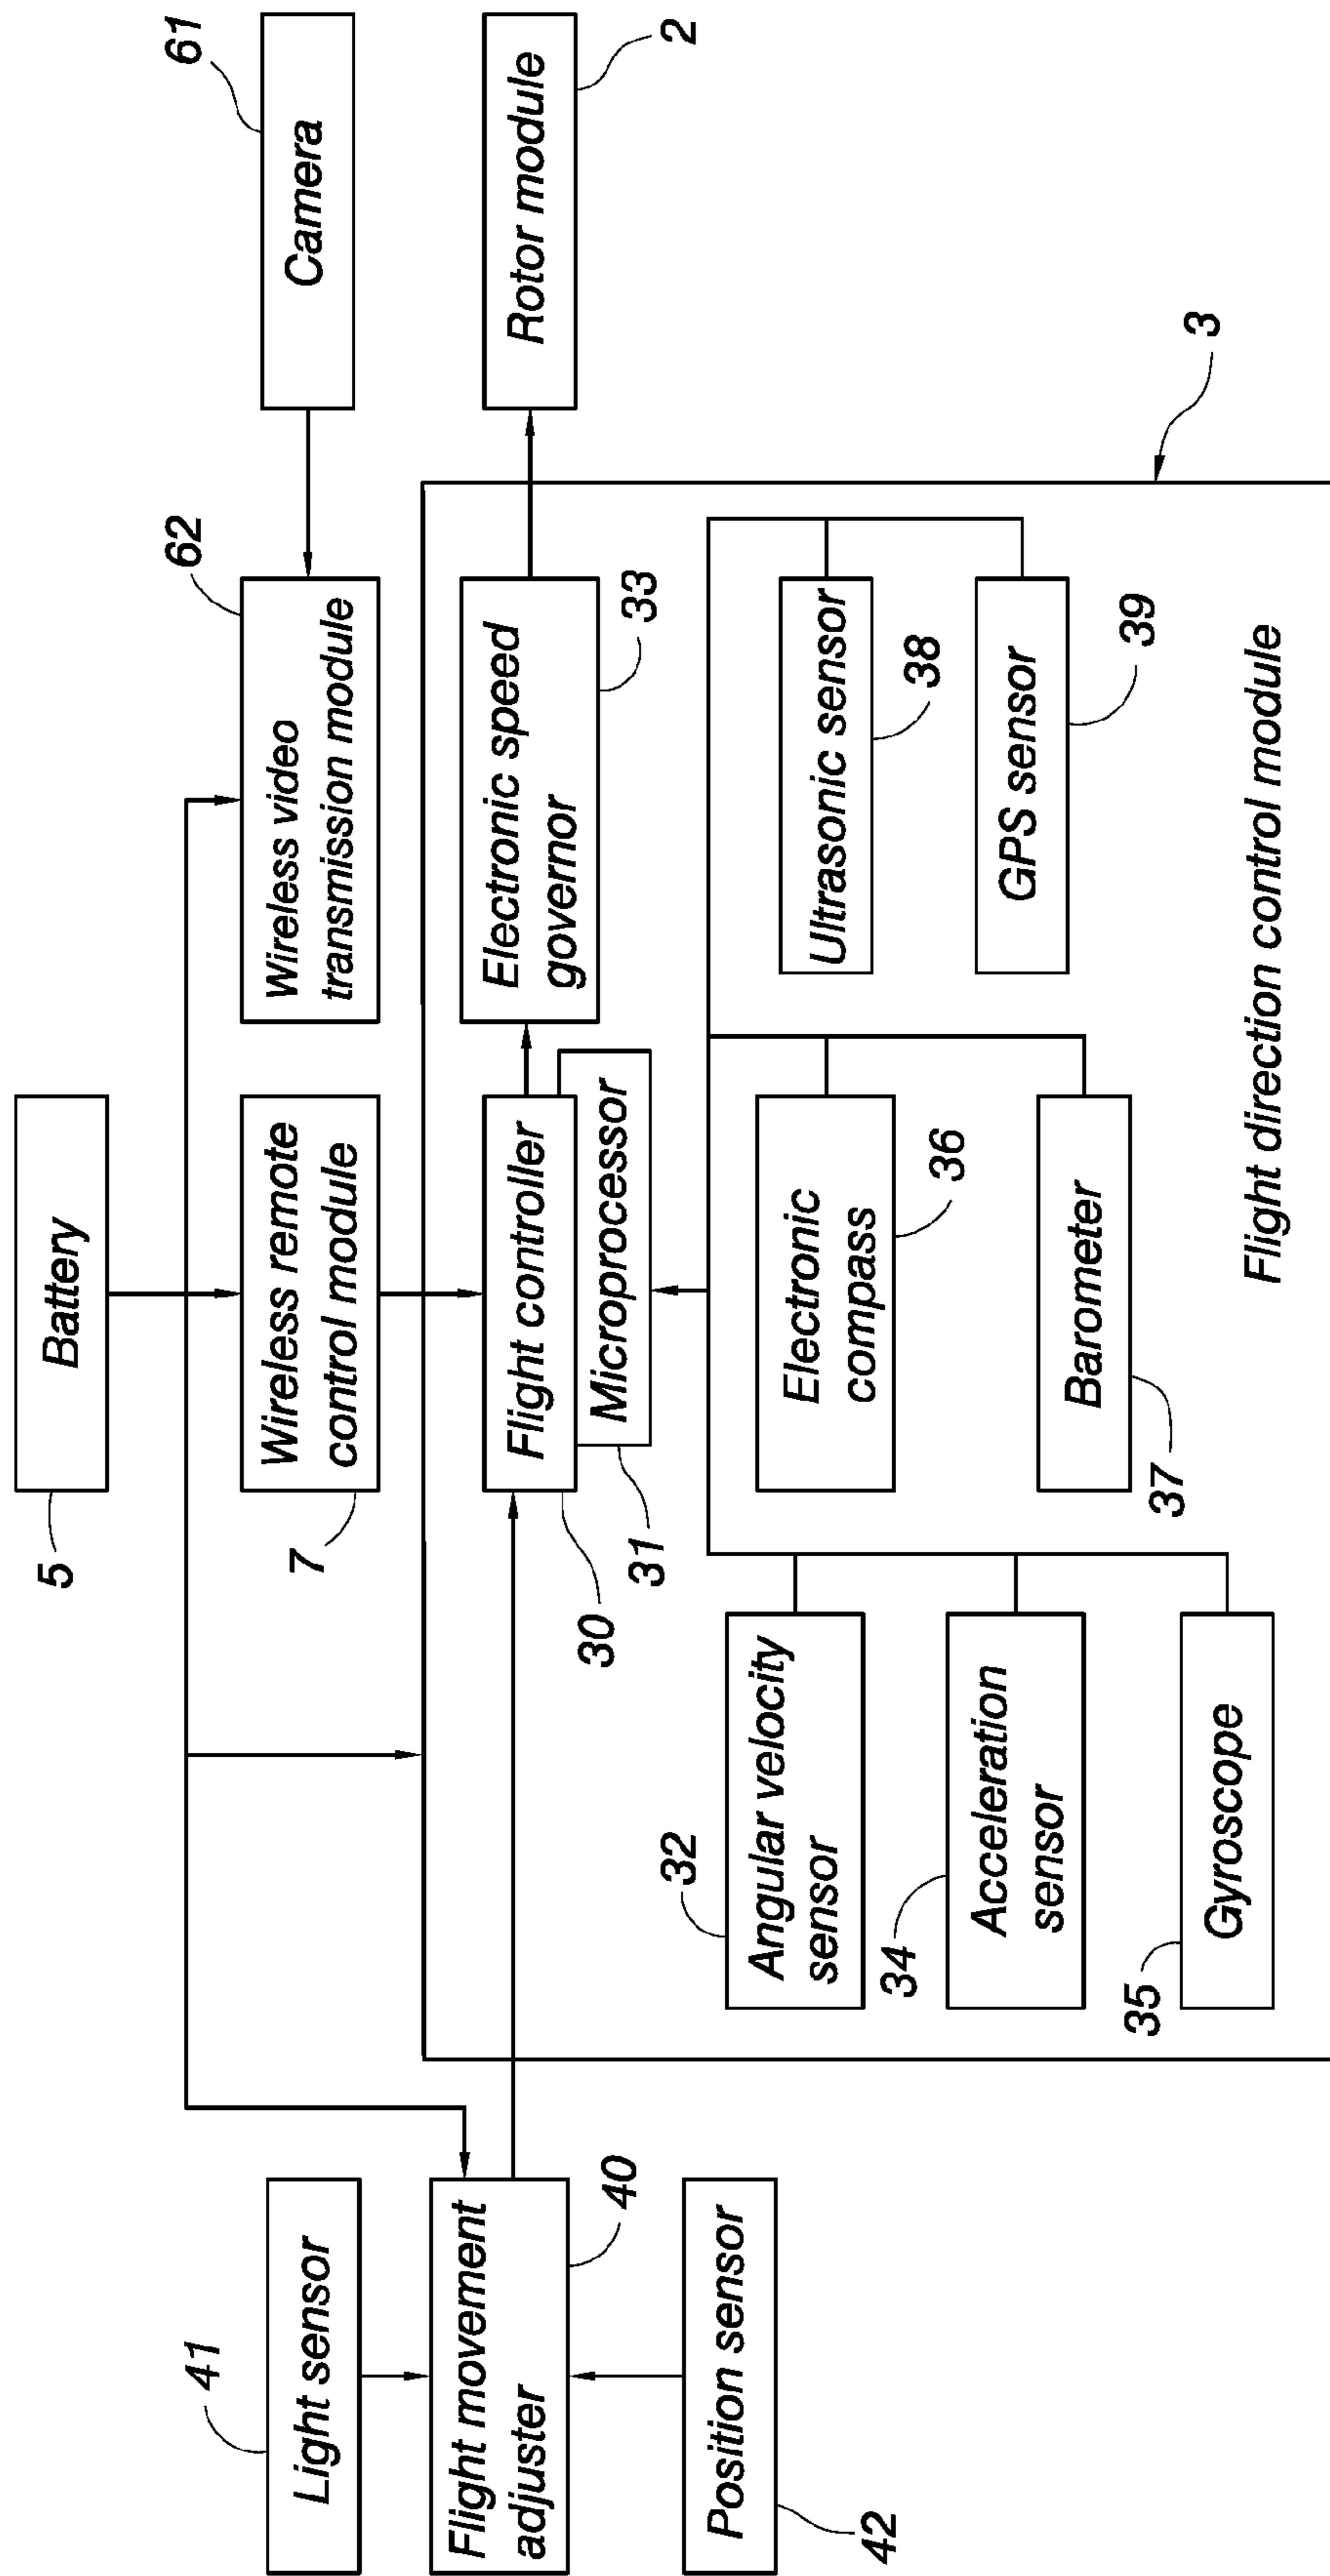 Battery
5
Camera
61
Wireless remote
control module
7
Wireless video
transmission module
62
Light sensor
41
Flight movement
adjuster
40
Position sensor
42
Flight controller
30
Microprocessor
31
Electronic speed
governor
33
Rotor module
2
3
Angular velocity
sensor
32
Acceleration
sensor
34
Gyroscope
35
Electronic
compass
36
Barometer
37
Ultrasonic sensor
38
GPS sensor
39
Flight direction control module